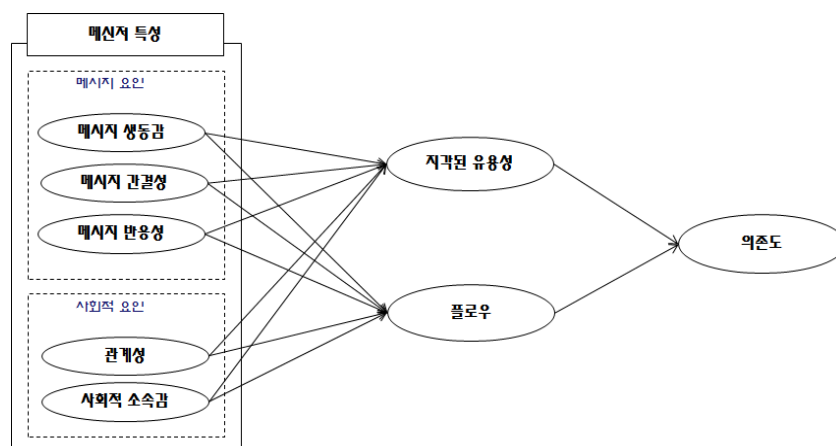 메신저 특성
메시지 요인
메시지 생동감
메시지 간결성
메시지 반응성
사회적 요인
관계성
사회적 소속감
지각된 유용성
플로우
의존도